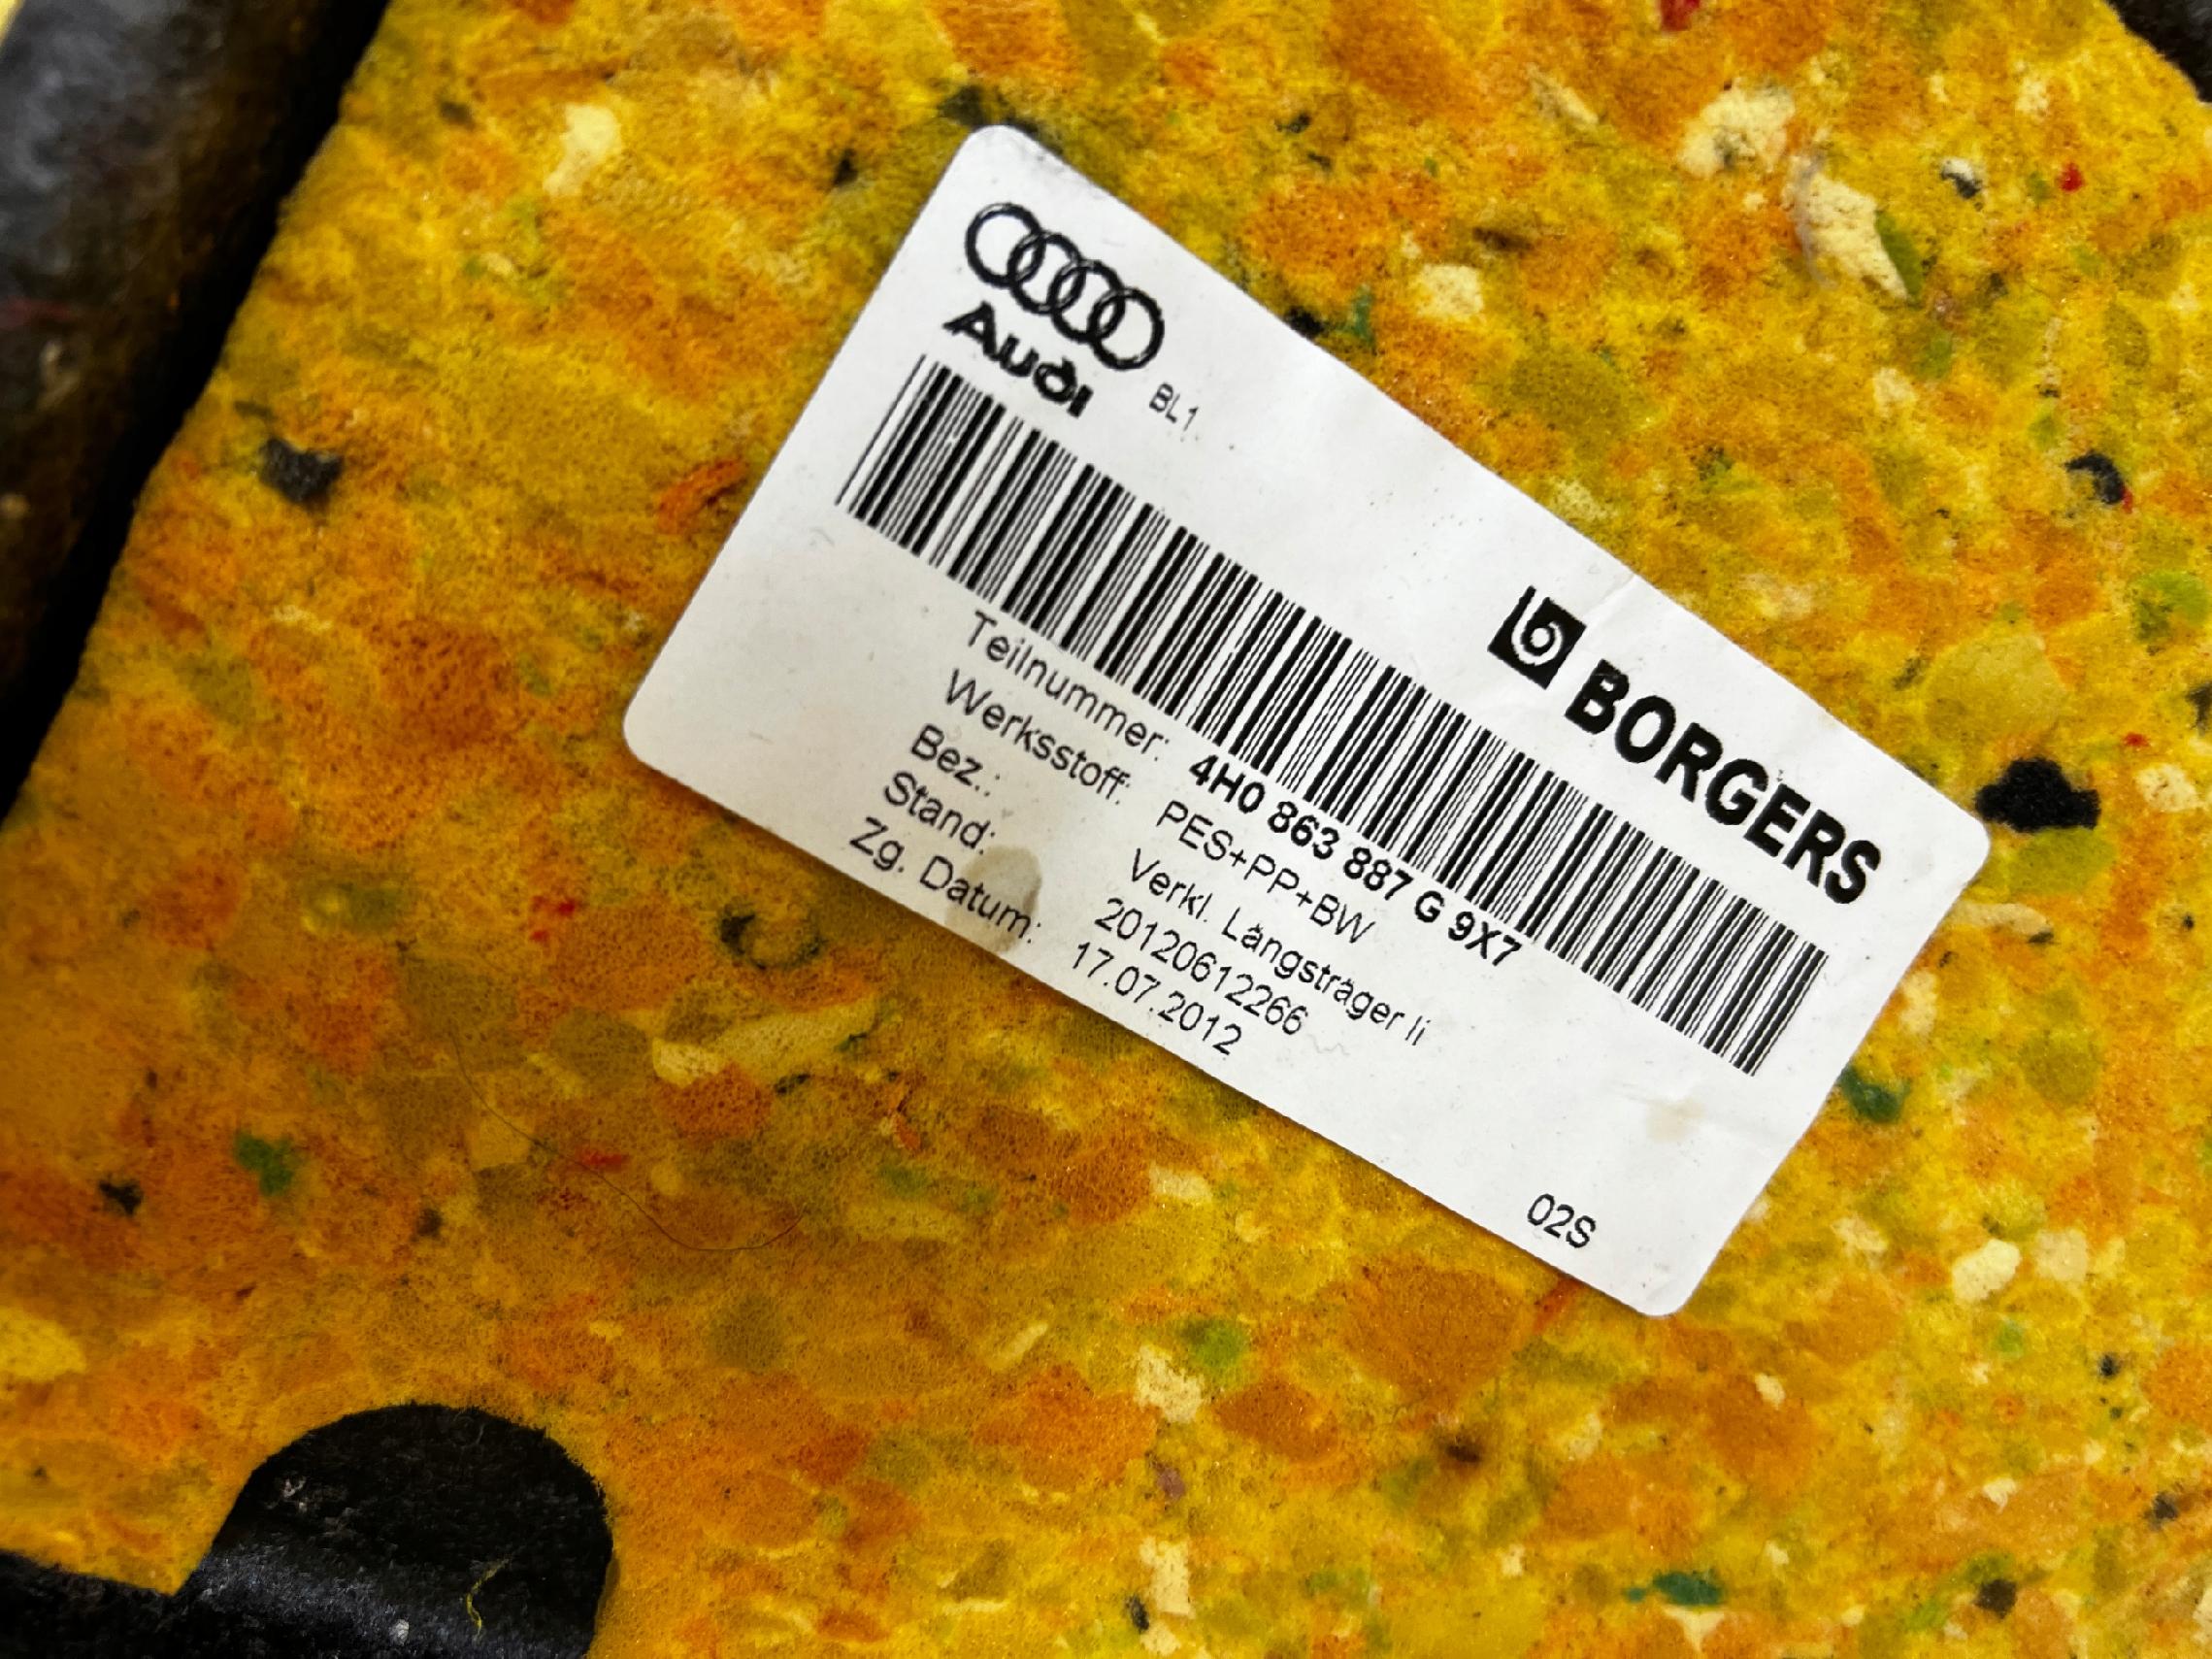 Audi
BL1
BORGERS
Teilnummer: 4H0 863 887 G 9X7
Werksstoff: PES+PP+BW
Bez.: Verkl. Längsträger li
Stand: 20120612266
Zg. Datum: 17.07.2012
02S